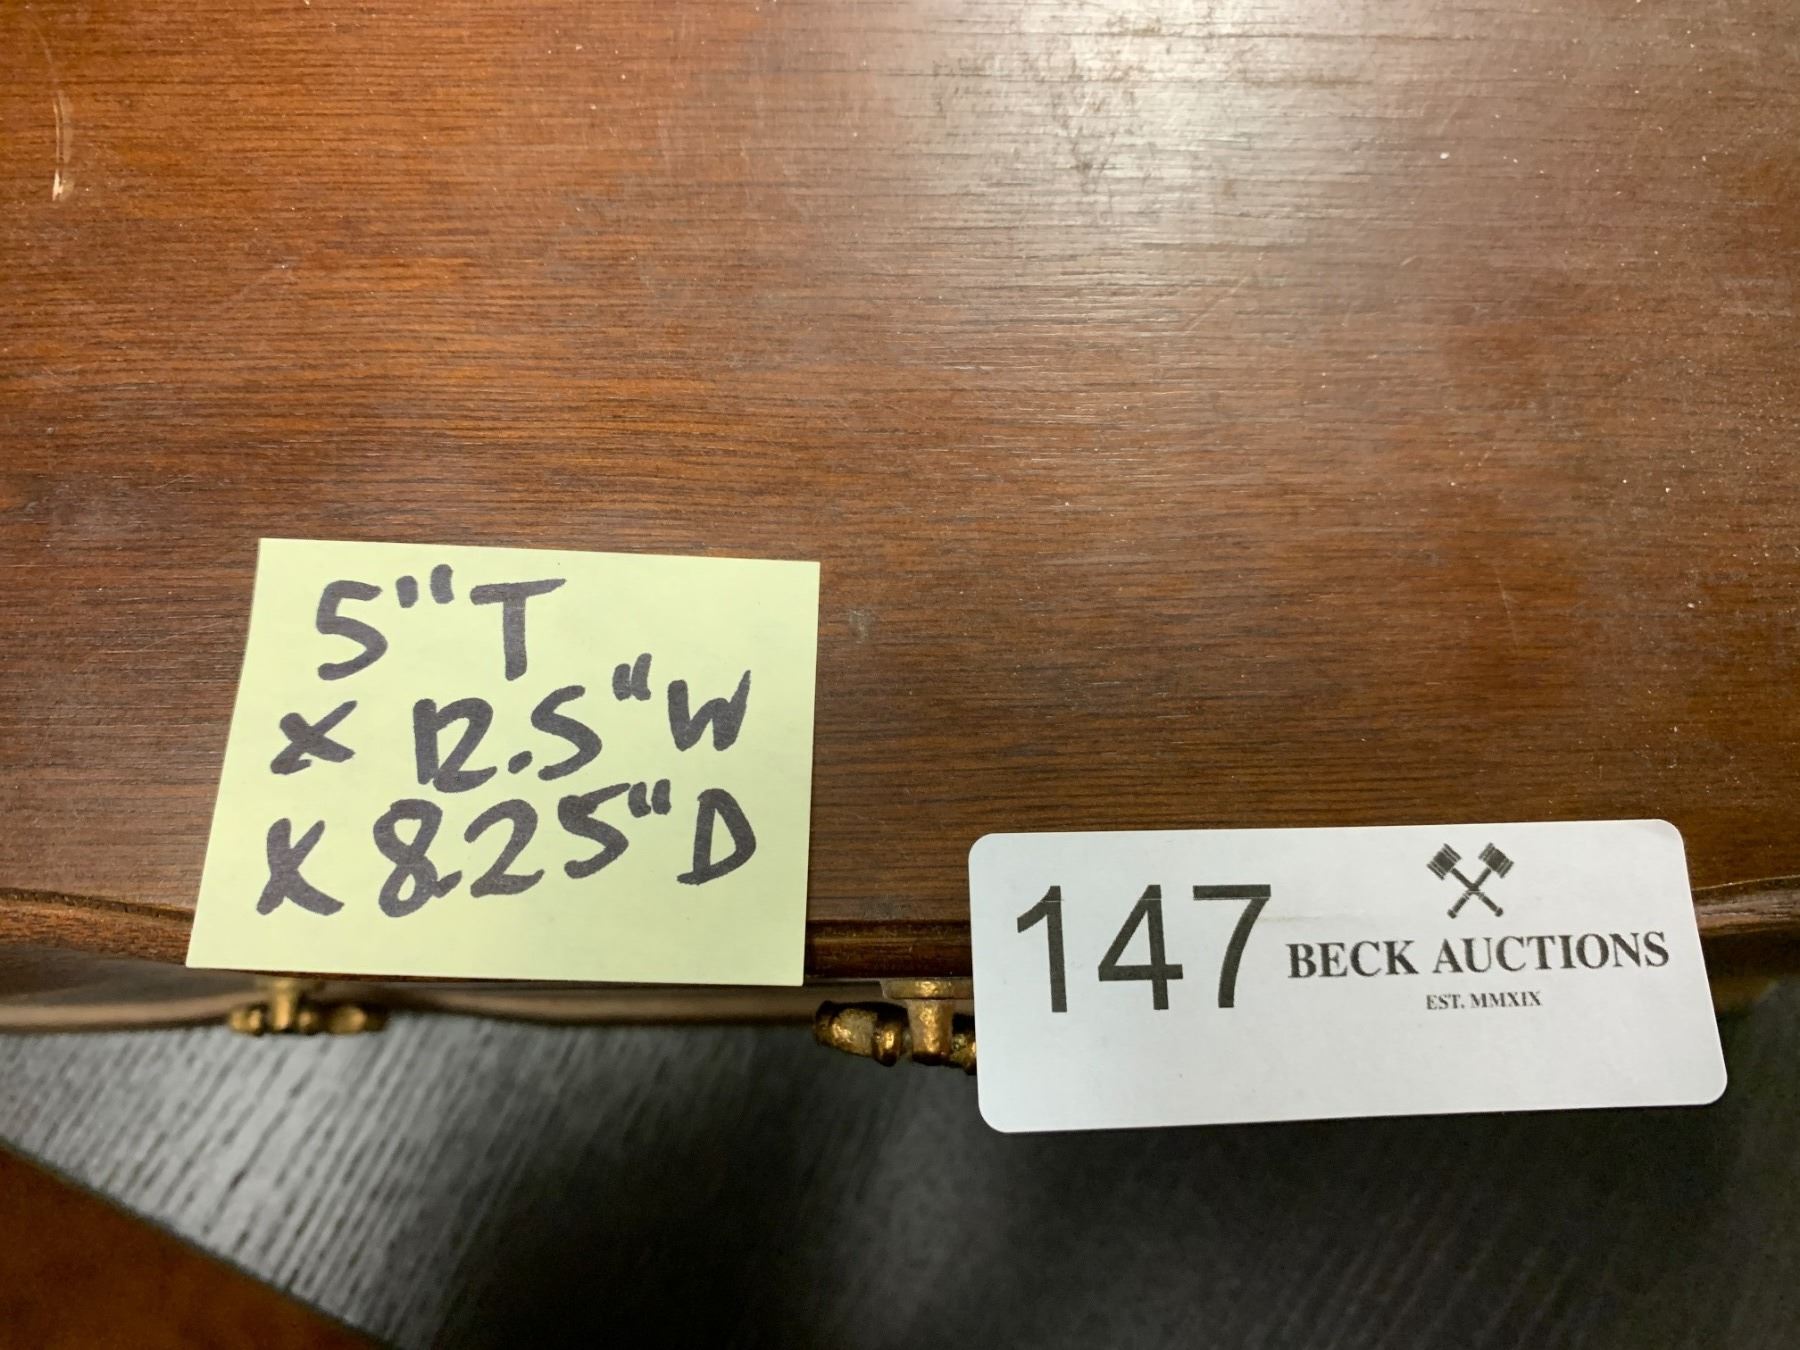 5" T
x 12.5" W
x 8.25" D
147
BECK AUCTIONS
EST. MMXIX